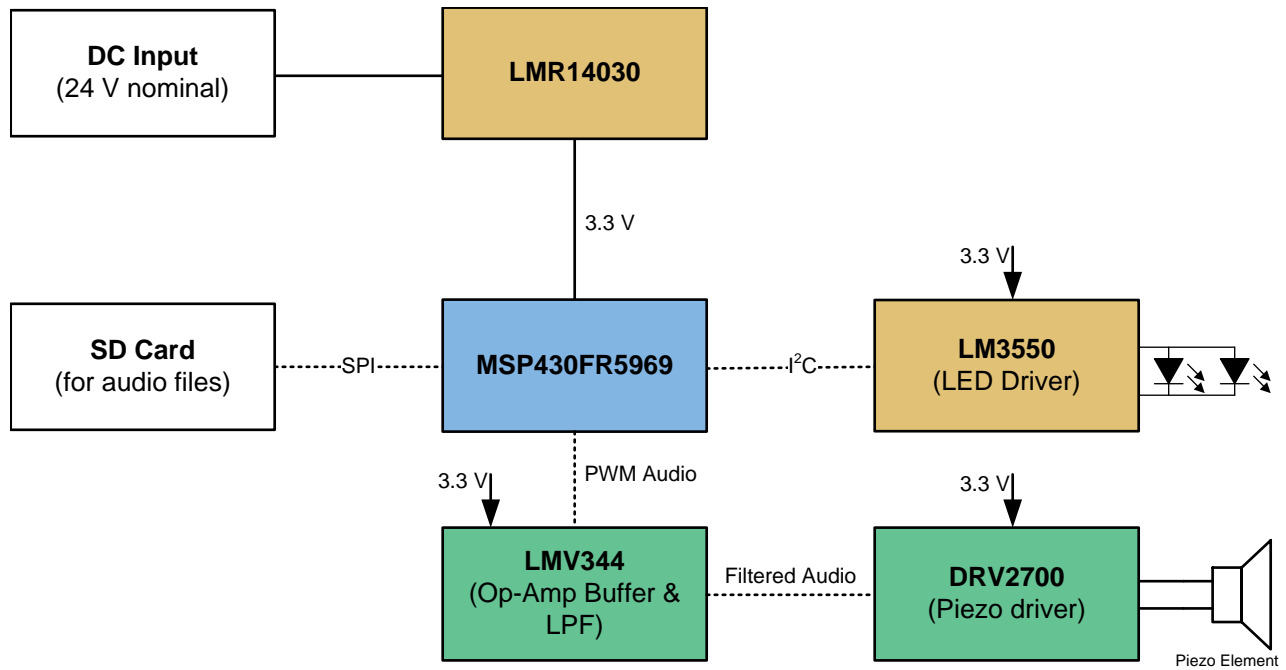 DC Input
(24 V nominal)
LMR14030
3.3 V
3.3 V
SD Card
(for audio files)
SPI
MSP430FR5969
I²C
LM3550
(LED Driver)
PWM Audio
3.3 V
3.3 V
LMV344
(Op-Amp Buffer &
LPF)
Filtered Audio
DRV2700
(Piezo driver)
Piezo Element